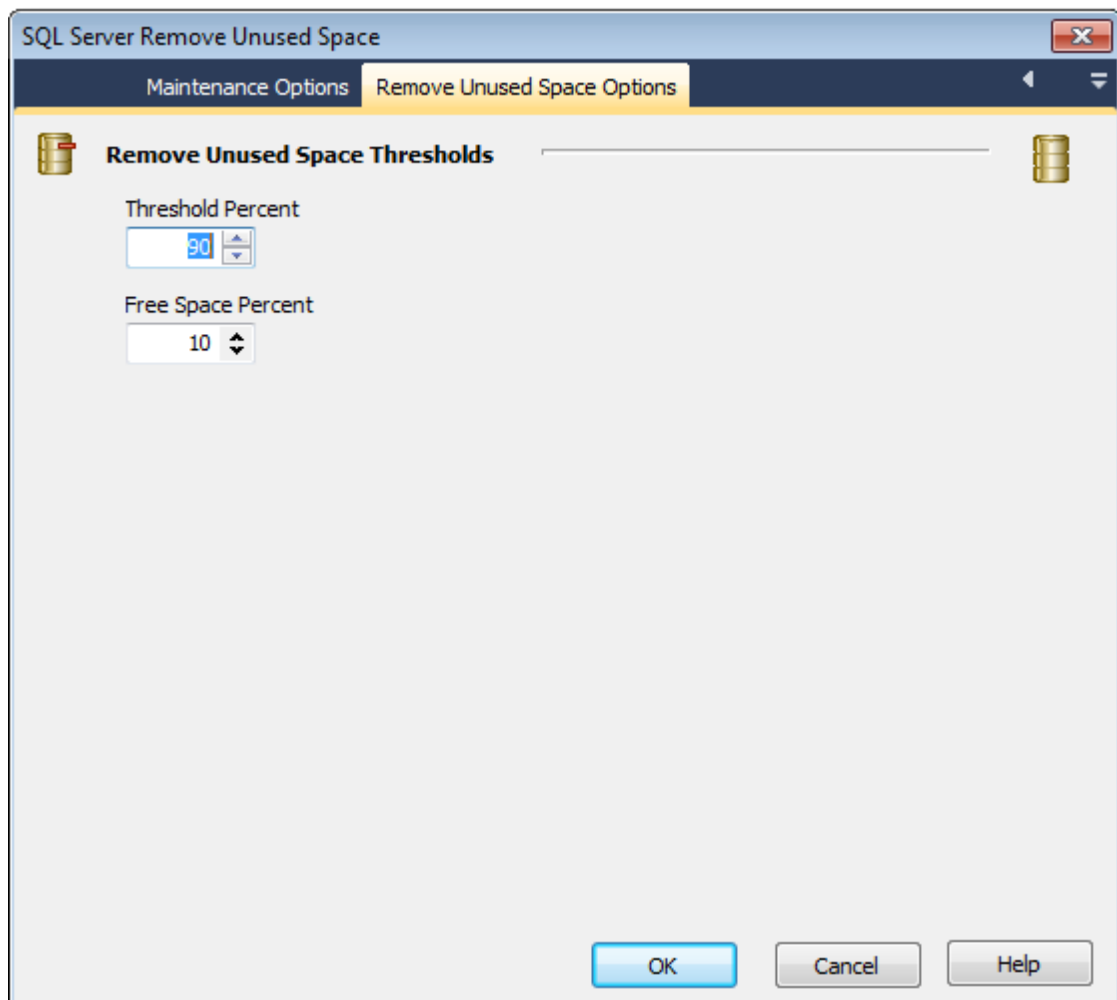 SQL Server Remove Unused Space
Maintenance Options Remove Unused Space Options
Remove Unused Space Thresholds
Threshold Percent
90
Free Space Percent
10
OK Cancel Help